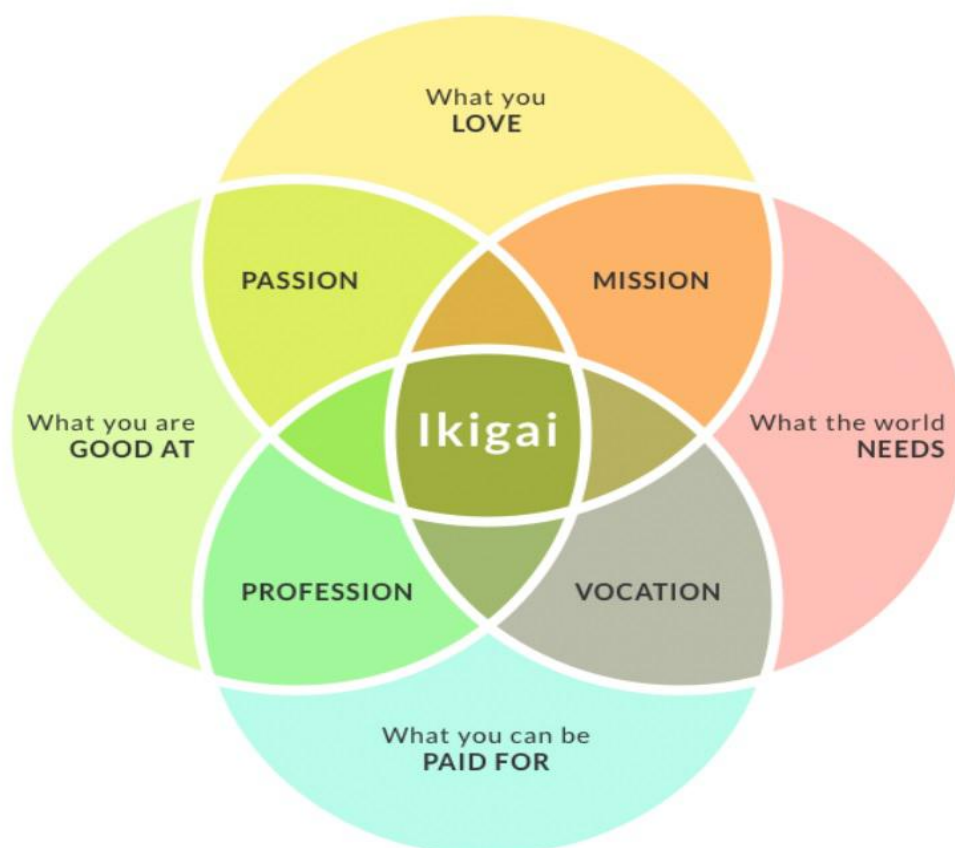 What you
LOVE
PASSION
MISSION
What you are
GOOD AT
Ikigai
What the world
NEEDS
PROFESSION
VOCATION
What you can be
PAID FOR